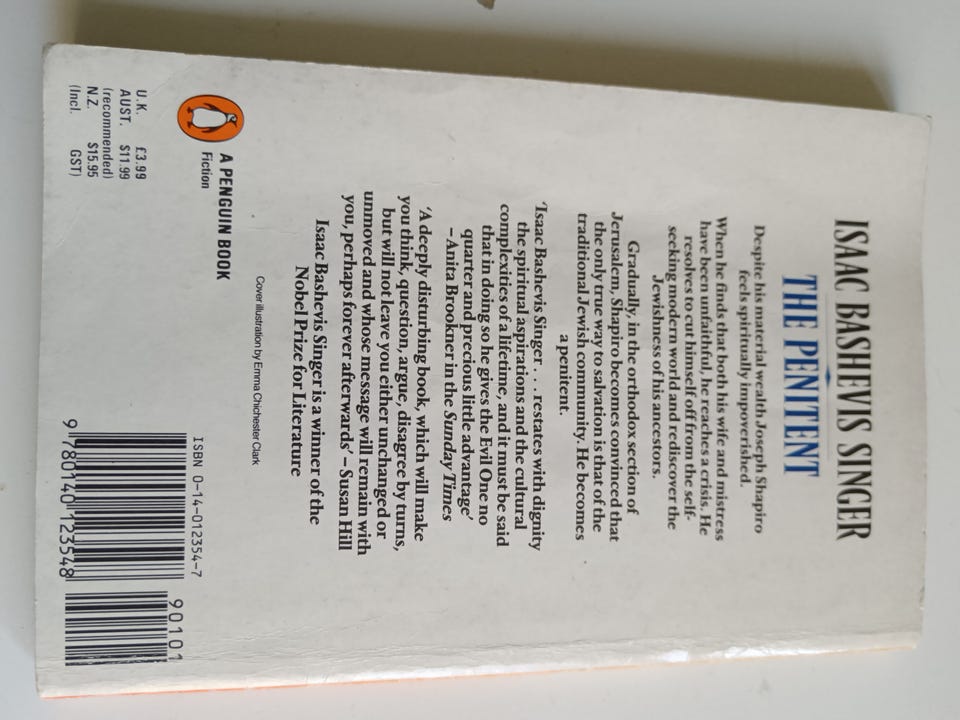 ISAAC BASHEVIS SINGER
THE PENITENT
Despite his material wealth Joseph Shapiro
feels spiritually impoverished.
When he finds that both his wife and mistress
have been unfaithful, he reaches a crisis. He
resolves to cut himself off from the self-
seeking modern world and rediscover the
Jewishness of his ancestors.
Gradually, in the orthodox section of
Jerusalem, Shapiro becomes convinced that
the only true way to salvation is that of the
traditional Jewish community. He becomes
a penitent.
'Isaac Bashevis Singer . . . restates with dignity
the spiritual aspirations and the cultural
complexities of a lifetime, and it must be said
that in doing so he gives the Evil One no
quarter and precious little advantage'
– Anita Brookner in the Sunday Times
'A deeply disturbing book, which will make
you think, question, argue, disagree by turns,
but will not leave you either unchanged or
unmoved and whose message will remain with
you, perhaps forever afterwards' – Susan Hill
Isaac Bashevis Singer is a winner of the
Nobel Prize for Literature
Cover illustration by Emma Chichester Clark
A PENGUIN BOOK
Fiction
U.K. £3.99
AUST. $11.99
(recommended)
N.Z. $15.95
(Incl. GST)
ISBN 0-14-012354-7
90101
9 780140 123548